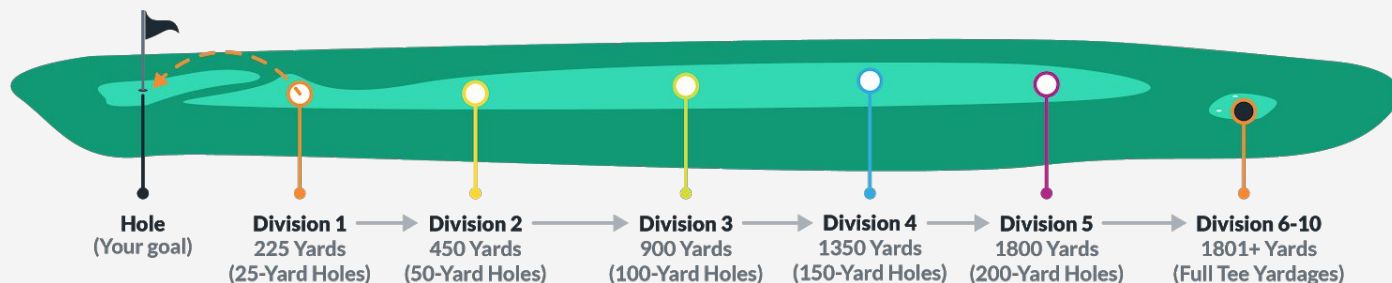 Hole
(Your goal)
Division 1
225 Yards
(25-Yard Holes)
Division 2
450 Yards
(50-Yard Holes)
Division 3
900 Yards
(100-Yard Holes)
Division 4
1350 Yards
(150-Yard Holes)
Division 5
1800 Yards
(200-Yard Holes)
Division 6-10
1801+ Yards
(Full Tee Yardages)